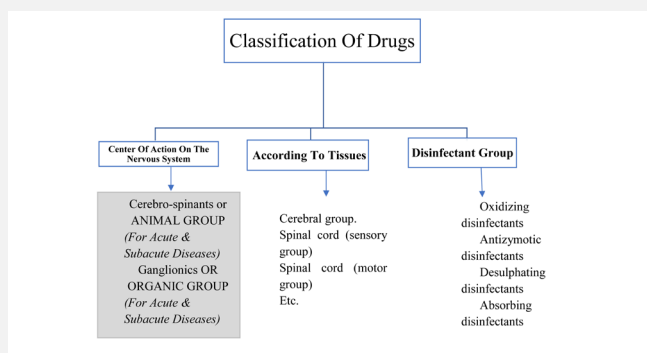 Classification Of Drugs
Center Of Action On The
Nervous System
According To Tissues
Disinfectant Group
Cerebro-spinants or
ANIMAL GROUP
(For Acute &
Subacute Diseases)
Ganglionics OR
ORGANIC GROUP
(For Acute &
Subacute Diseases)
Cerebral group.
Spinal cord (sensory
group)
Spinal cord (motor
group)
Etc.
Oxidizing
disinfectants
Antizymotic
disinfectants
Desulphating
disinfectants
Absorbing
disinfectants